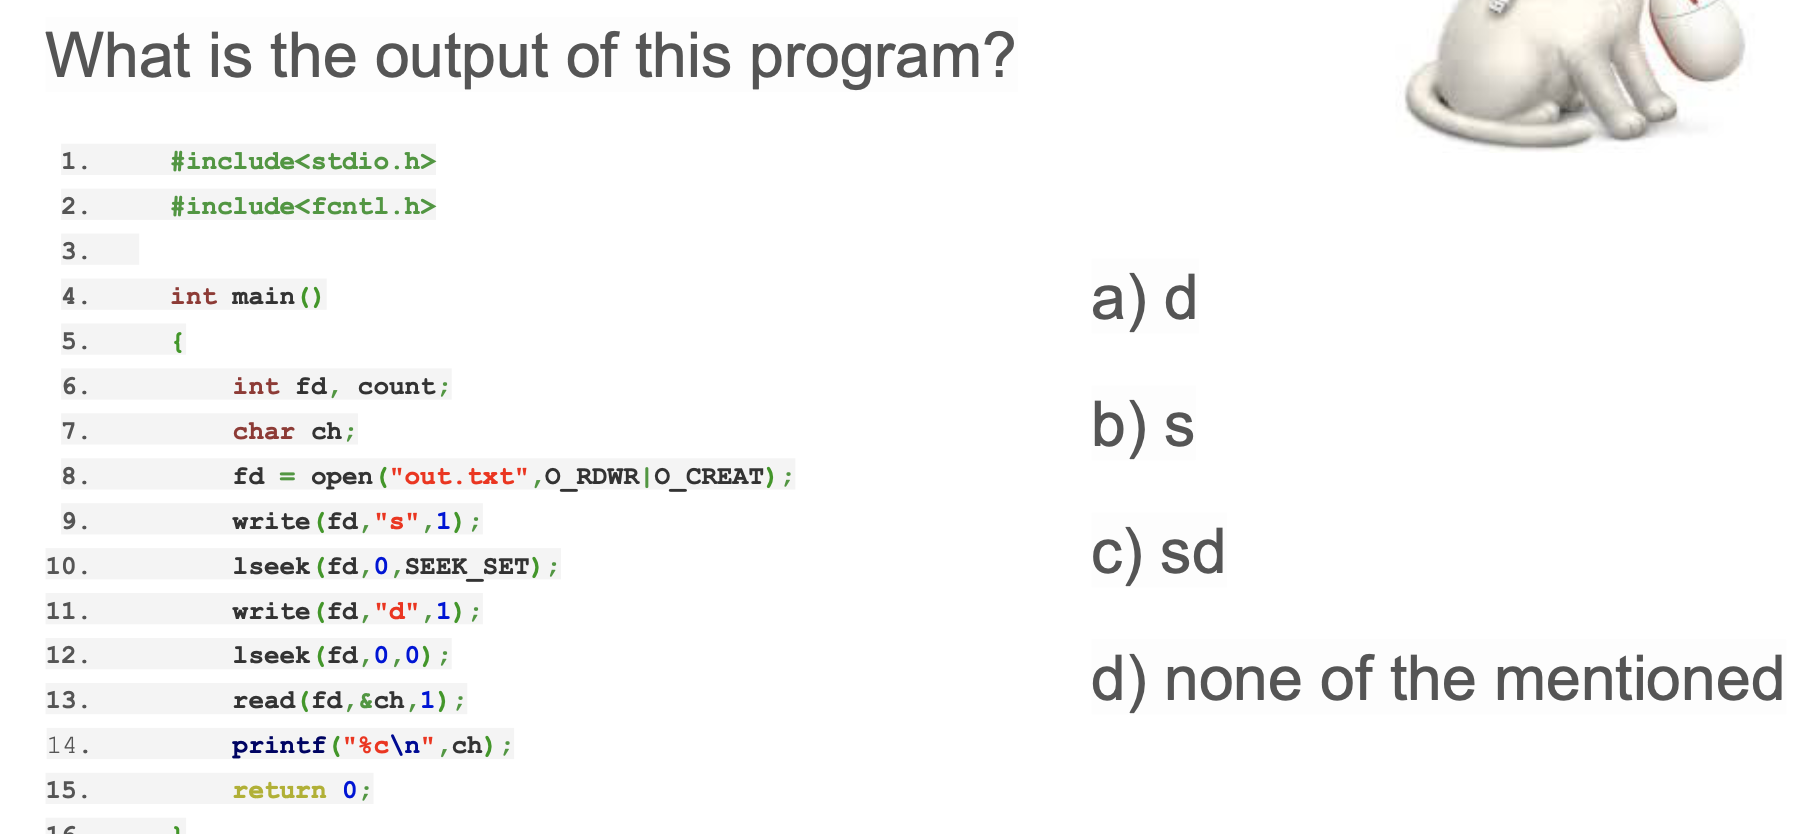 What is the output of this program?
1. #include<stdio.h>
2. #include<fcntl.h>
3.
4. int main()
5. {
6. int fd, count;
7. char ch;
8. fd = open("out.txt",O_RDWR|O_CREAT);
9. write(fd,"s",1);
10. lseek(fd,0,SEEK_SET);
11. write(fd,"d",1);
12. lseek(fd,0,0);
13. read(fd,&ch,1);
14. printf("%c\n",ch);
15. return 0;
16. }
a) d
b) s
c) sd
d) none of the mentioned